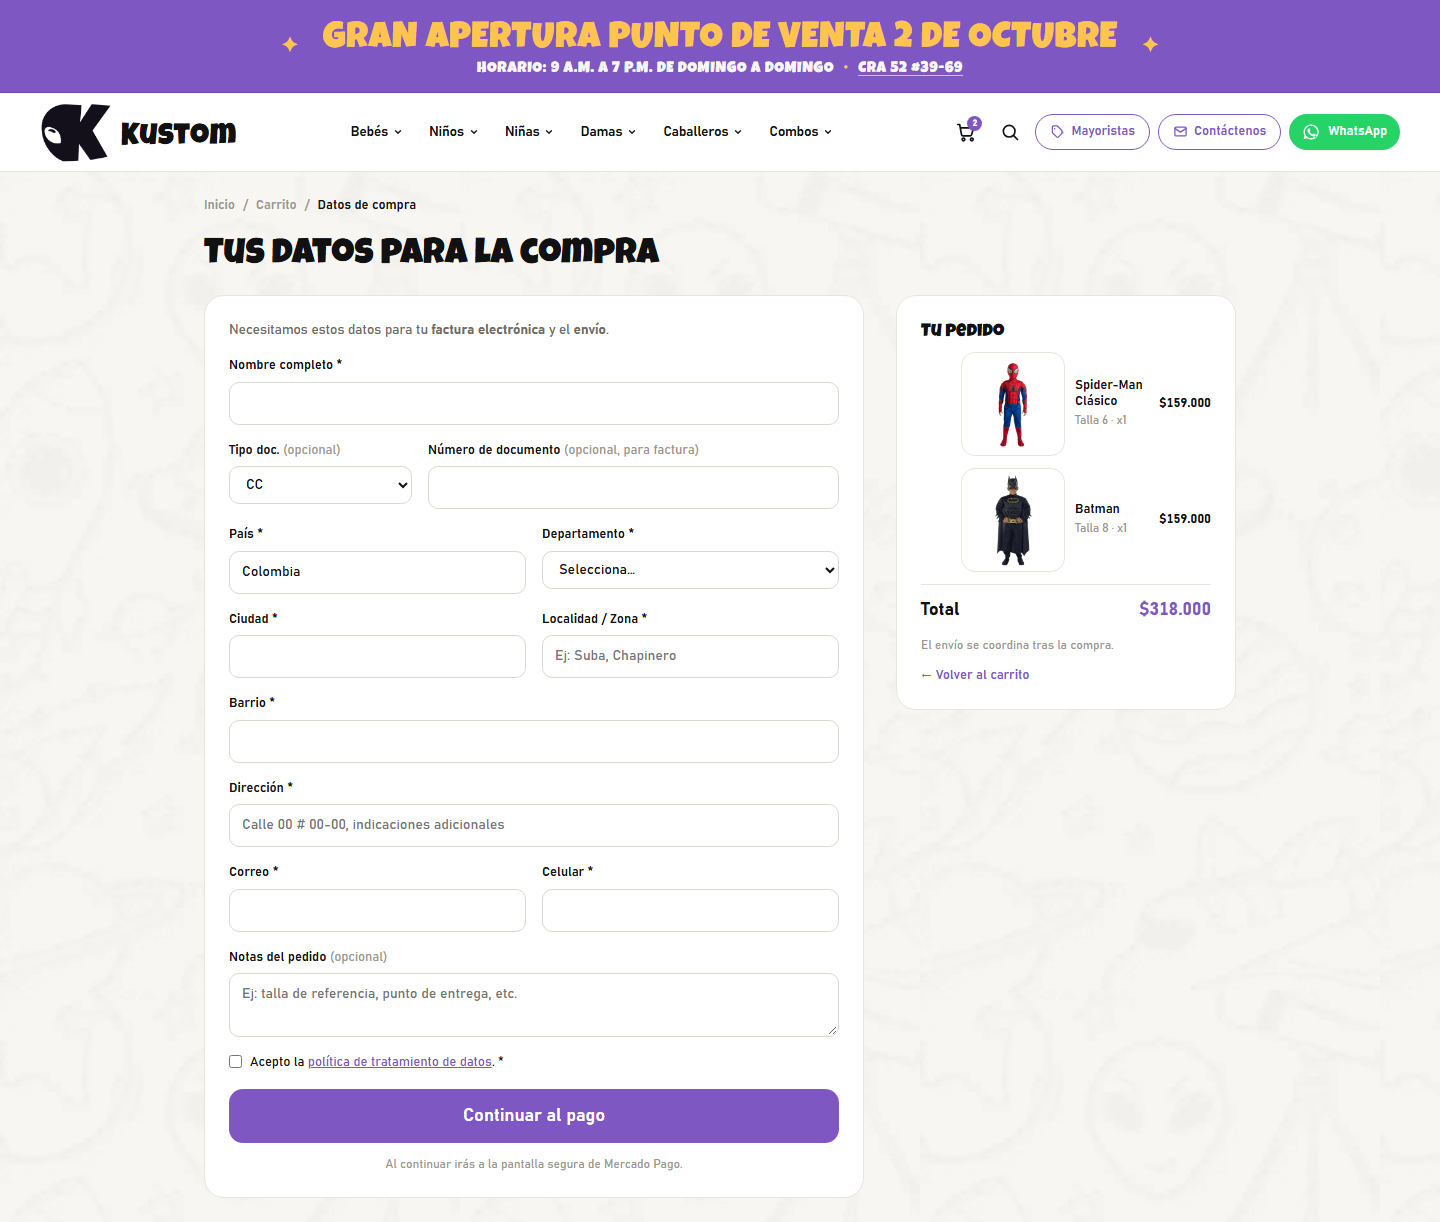 GRAN APERTURA PUNTO DE VENTA 2 DE OCTUBRE
HORARIO: 9 A.M. A 7 P.M. DE DOMINGO A DOMINGO • CRA 52 #39-69
KUSTOM
Bebés
Niños
Niñas
Damas
Caballeros
Combos
2
Mayoristas
Contáctenos
WhatsApp
Inicio / Carrito / Datos de compra
TUS DATOS PARA LA COMPRA
Necesitamos estos datos para tu factura electrónica y el envío.
Nombre completo *
Tipo doc. (opcional)
Número de documento (opcional, para factura)
CC
País *
Departamento *
Colombia
Selecciona...
Ciudad *
Localidad / Zona *
Ej: Suba, Chapinero
Barrio *
Dirección *
Calle 00 # 00-00, indicaciones adicionales
Correo *
Celular *
Notas del pedido (opcional)
Ej: talla de referencia, punto de entrega, etc.
Acepto la política de tratamiento de datos. *
Continuar al pago
Al continuar irás a la pantalla segura de Mercado Pago.
Tu pedido
Spider-Man
Clásico
Talla 6 · x1
$159.000
Batman
Talla 8 · x1
$159.000
Total
$318.000
El envío se coordina tras la compra.
← Volver al carrito